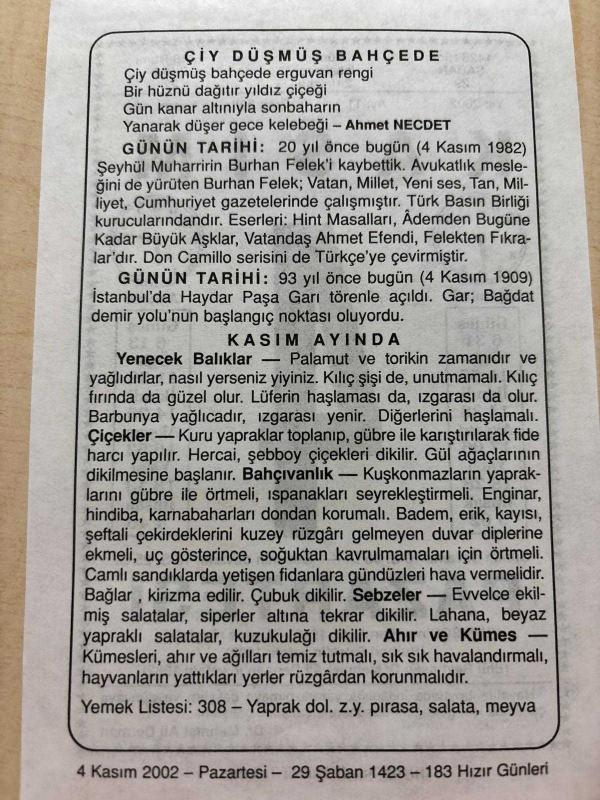 ÇİY DÜŞMÜŞ BAHÇEDE
Çiy düşmüş bahçede erguvan rengi
Bir hüznü dağıtır yıldız çiçeği
Gün kanar altınıyla sonbaharın
Yanarak düşer gece kelebeği – Ahmet NECDET
GÜNÜN TARİHİ: 20 yıl önce bugün (4 Kasım 1982)
Şeyhül Muharririn Burhan Felek'i kaybettik. Avukatlık mesle-
ğini de yürüten Burhan Felek; Vatan, Millet, Yeni ses, Tan, Mil-
liyet, Cumhuriyet gazetelerinde çalışmıştır. Türk Basın Birliği
kurucularındandır. Eserleri: Hint Masalları, Âdemden Bugüne
Kadar Büyük Aşklar, Vatandaş Ahmet Efendi, Felekten Fıkra-
lar'dır. Don Camillo serisini de Türkçe'ye çevirmiştir.
GÜNÜN TARİHİ: 93 yıl önce bugün (4 Kasım 1909)
İstanbul'da Haydar Paşa Garı törenle açıldı. Gar; Bağdat
demir yolu'nun başlangıç noktası oluyordu.
KASIM AYINDA
Yenecek Balıklar — Palamut ve torikin zamanıdır ve
yağlıdırlar, nasıl yerseniz yiyiniz. Kılıç şişi de, unutmamalı. Kılıç
fırında da güzel olur. Lüferin haşlaması da, ızgarası da olur.
Barbunya yağlıcadır, ızgarası yenir. Diğerlerini haşlamalı.
Çiçekler — Kuru yapraklar toplanıp, gübre ile karıştırılarak fide
harcı yapılır. Hercai, şebboy çiçekleri dikilir. Gül ağaçlarının
dikilmesine başlanır. Bahçıvanlık — Kuşkonmazların yaprak-
larını gübre ile örtmeli, ıspanakları seyrekleştirmeli. Enginar,
hindiba, karnabaharları dondan korumalı. Badem, erik, kayısı,
şeftali çekirdeklerini kuzey rüzgârı gelmeyen duvar diplerine
ekmeli, uç gösterince, soğuktan kavrulmamaları için örtmeli.
Camlı sandıklarda yetişen fidanlara gündüzleri hava vermelidir.
Bağlar , kirizma edilir. Çubuk dikilir. Sebzeler — Evvelce ekil-
miş salatalar, siperler altına tekrar dikilir. Lahana, beyaz
yapraklı salatalar, kuzukulağı dikilir. Ahır ve Kümes —
Kümesleri, ahır ve ağılları temiz tutmalı, sık sık havalandırmalı,
hayvanların yattıkları yerler rüzgârdan korunmalıdır.
Yemek Listesi: 308 – Yaprak dol. z.y. pırasa, salata, meyva
4 Kasım 2002 – Pazartesi – 29 Şaban 1423 – 183 Hızır Günleri